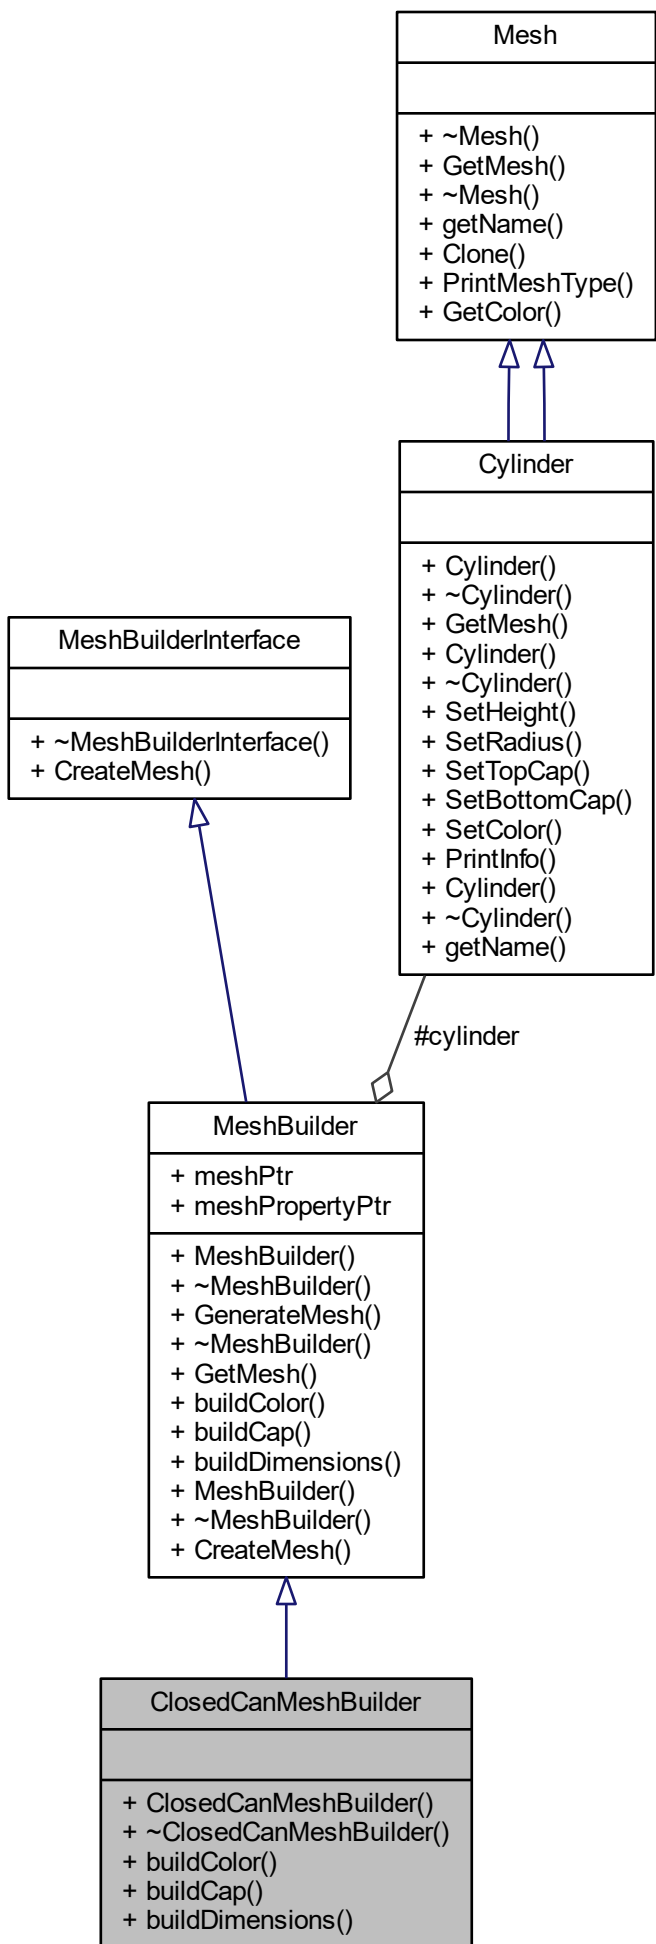 Mesh
+ ~Mesh()
+ GetMesh()
+ ~Mesh()
+ getName()
+ Clone()
+ PrintMeshType()
+ GetColor()
Cylinder
+ Cylinder()
+ ~Cylinder()
+ GetMesh()
+ Cylinder()
+ ~Cylinder()
+ SetHeight()
+ SetRadius()
+ SetTopCap()
+ SetBottomCap()
+ SetColor()
+ PrintInfo()
+ Cylinder()
+ ~Cylinder()
+ getName()
MeshBuilderInterface
+ ~MeshBuilderInterface()
+ CreateMesh()
#cylinder
MeshBuilder
+ meshPtr
+ meshPropertyPtr
+ MeshBuilder()
+ ~MeshBuilder()
+ GenerateMesh()
+ ~MeshBuilder()
+ GetMesh()
+ buildColor()
+ buildCap()
+ buildDimensions()
+ MeshBuilder()
+ ~MeshBuilder()
+ CreateMesh()
ClosedCanMeshBuilder
+ ClosedCanMeshBuilder()
+ ~ClosedCanMeshBuilder()
+ buildColor()
+ buildCap()
+ buildDimensions()